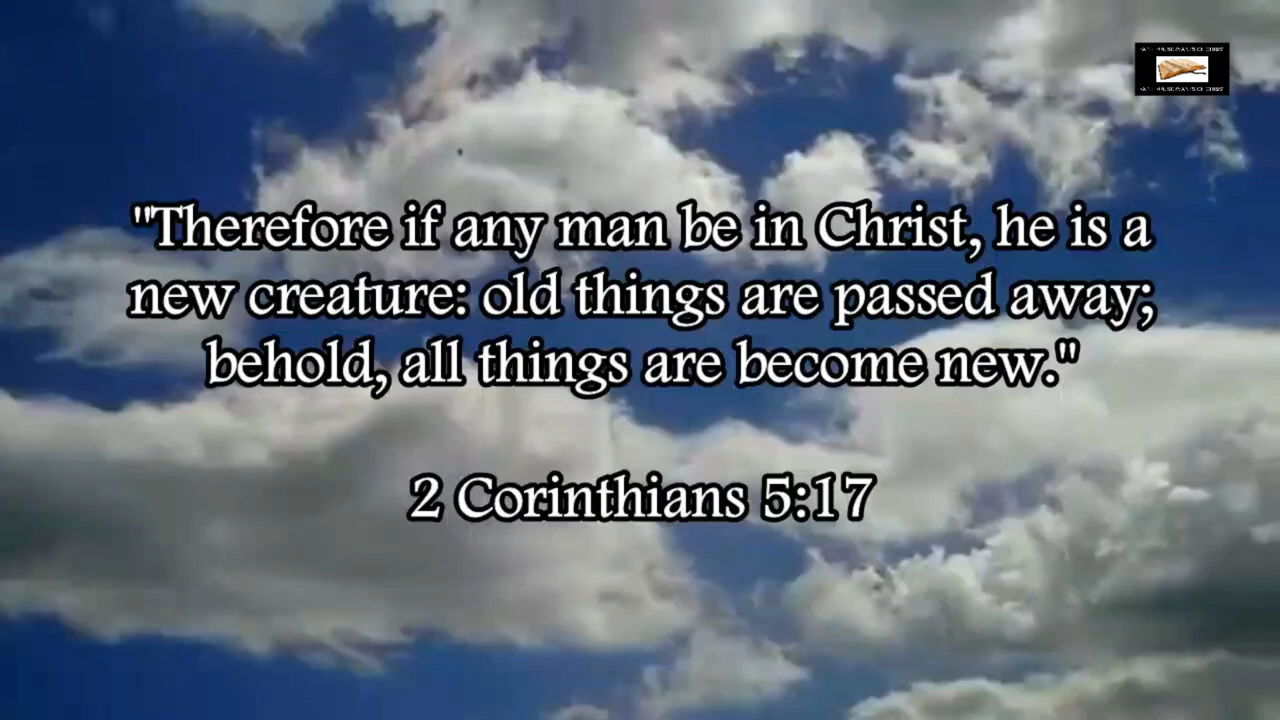 "Therefore if any man be in Christ, he is a
new creature: old things are passed away;
behold, all things are become new."
2 Corinthians 5:17